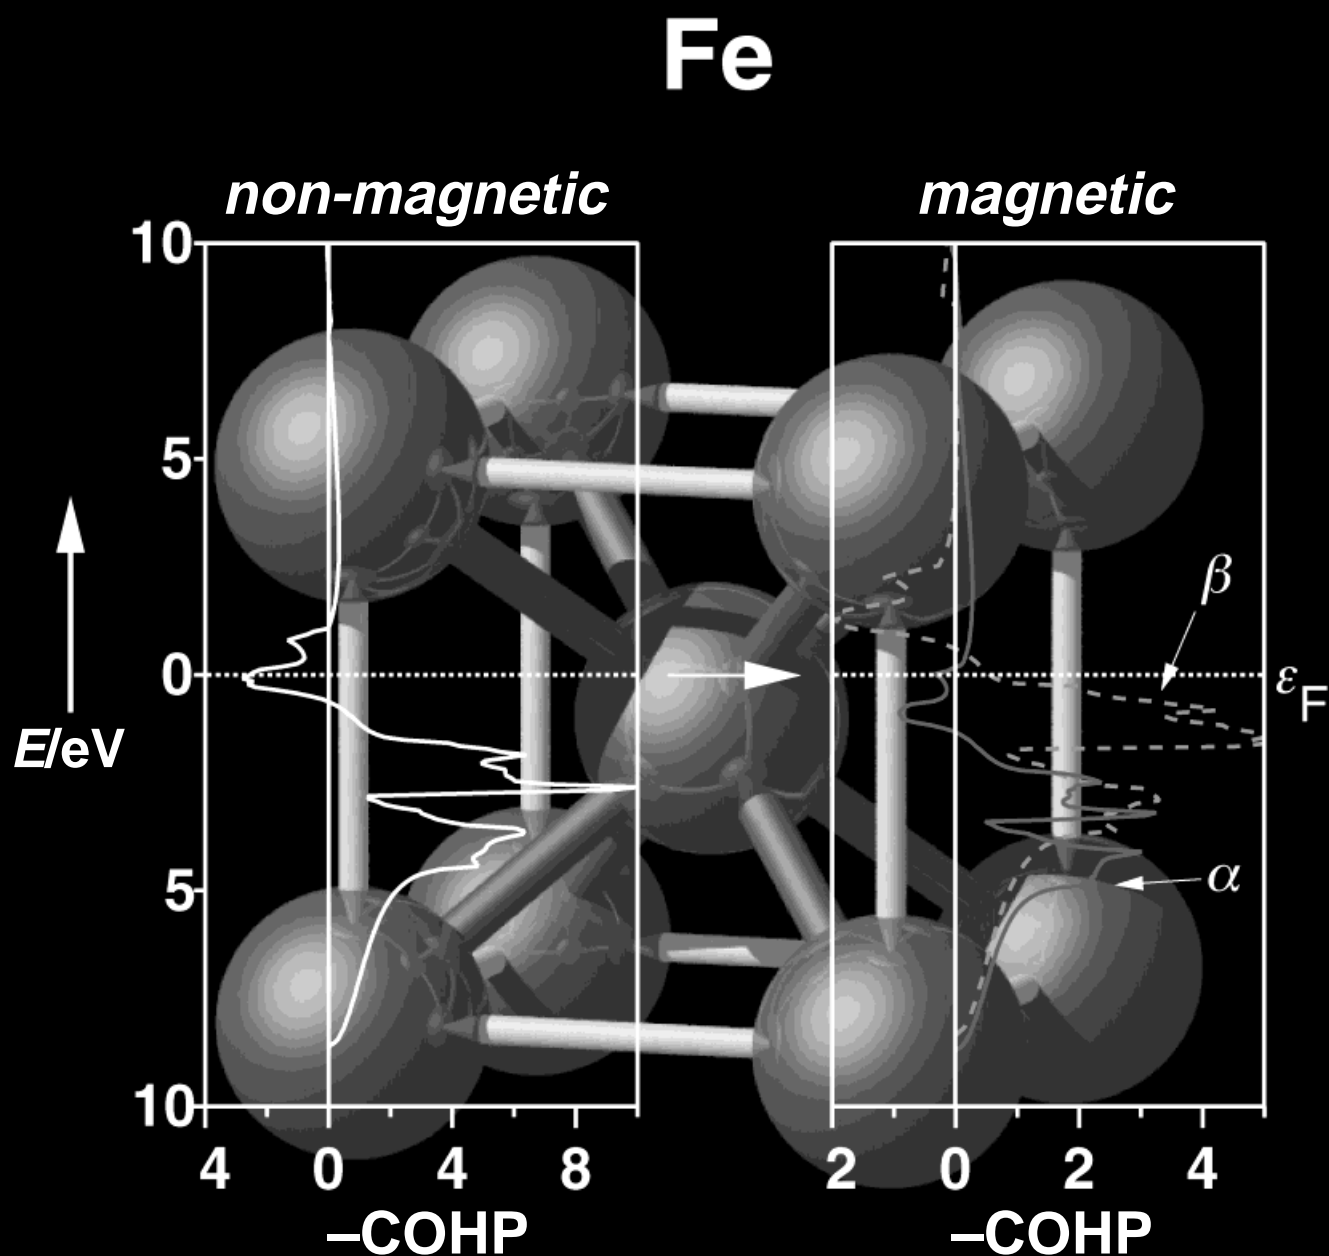 Fe
non-magnetic
magnetic
10
5
0
5
10
E/eV
β
εF
α
4 0 4 8
2 0 2 4
–COHP
–COHP